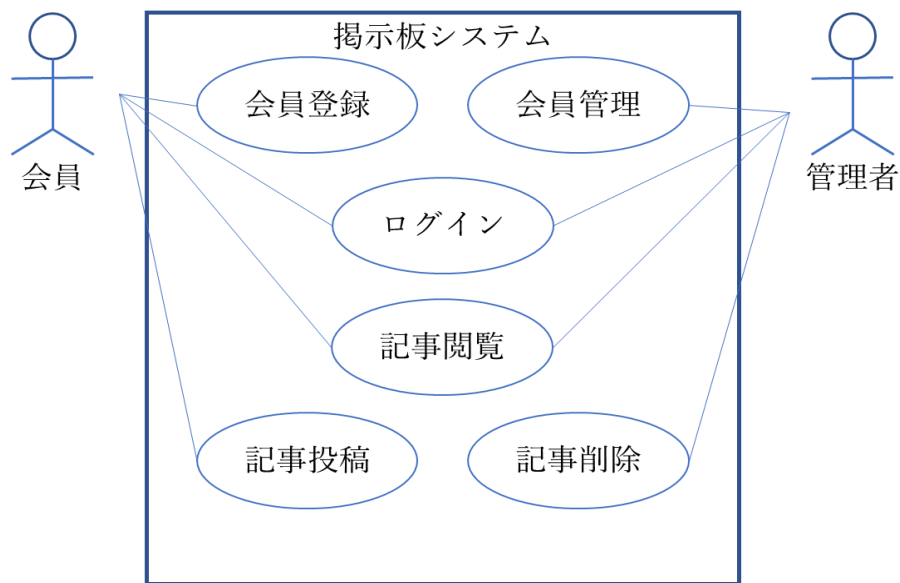 掲示板システム
会員登録
会員管理
会員
管理者
ログイン
記事閲覧
記事投稿
記事削除